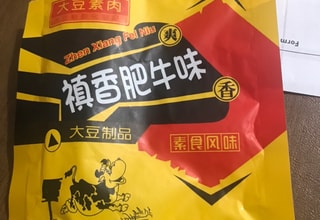 大豆素肉
Form
Zhen Xiang Fei Niu
爽
禛香肥牛味
香
大豆制品
素食风味